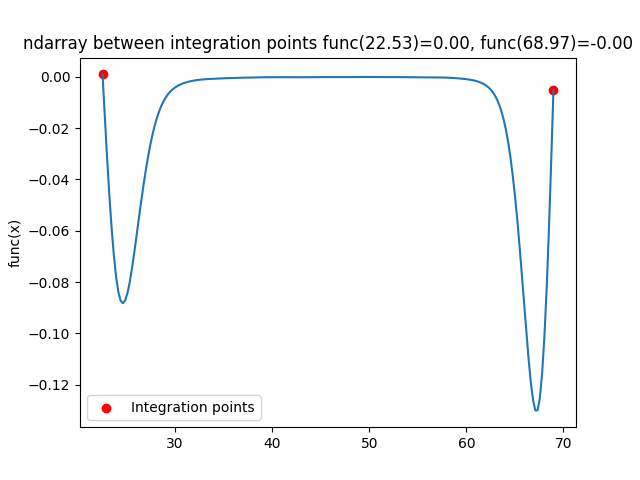 ndarray between integration points func(22.53)=0.00, func(68.97)=-0.00
0.00
−0.02
−0.04
−0.06
−0.08
−0.10
−0.12
func(x)
Integration points
30 40 50 60 70